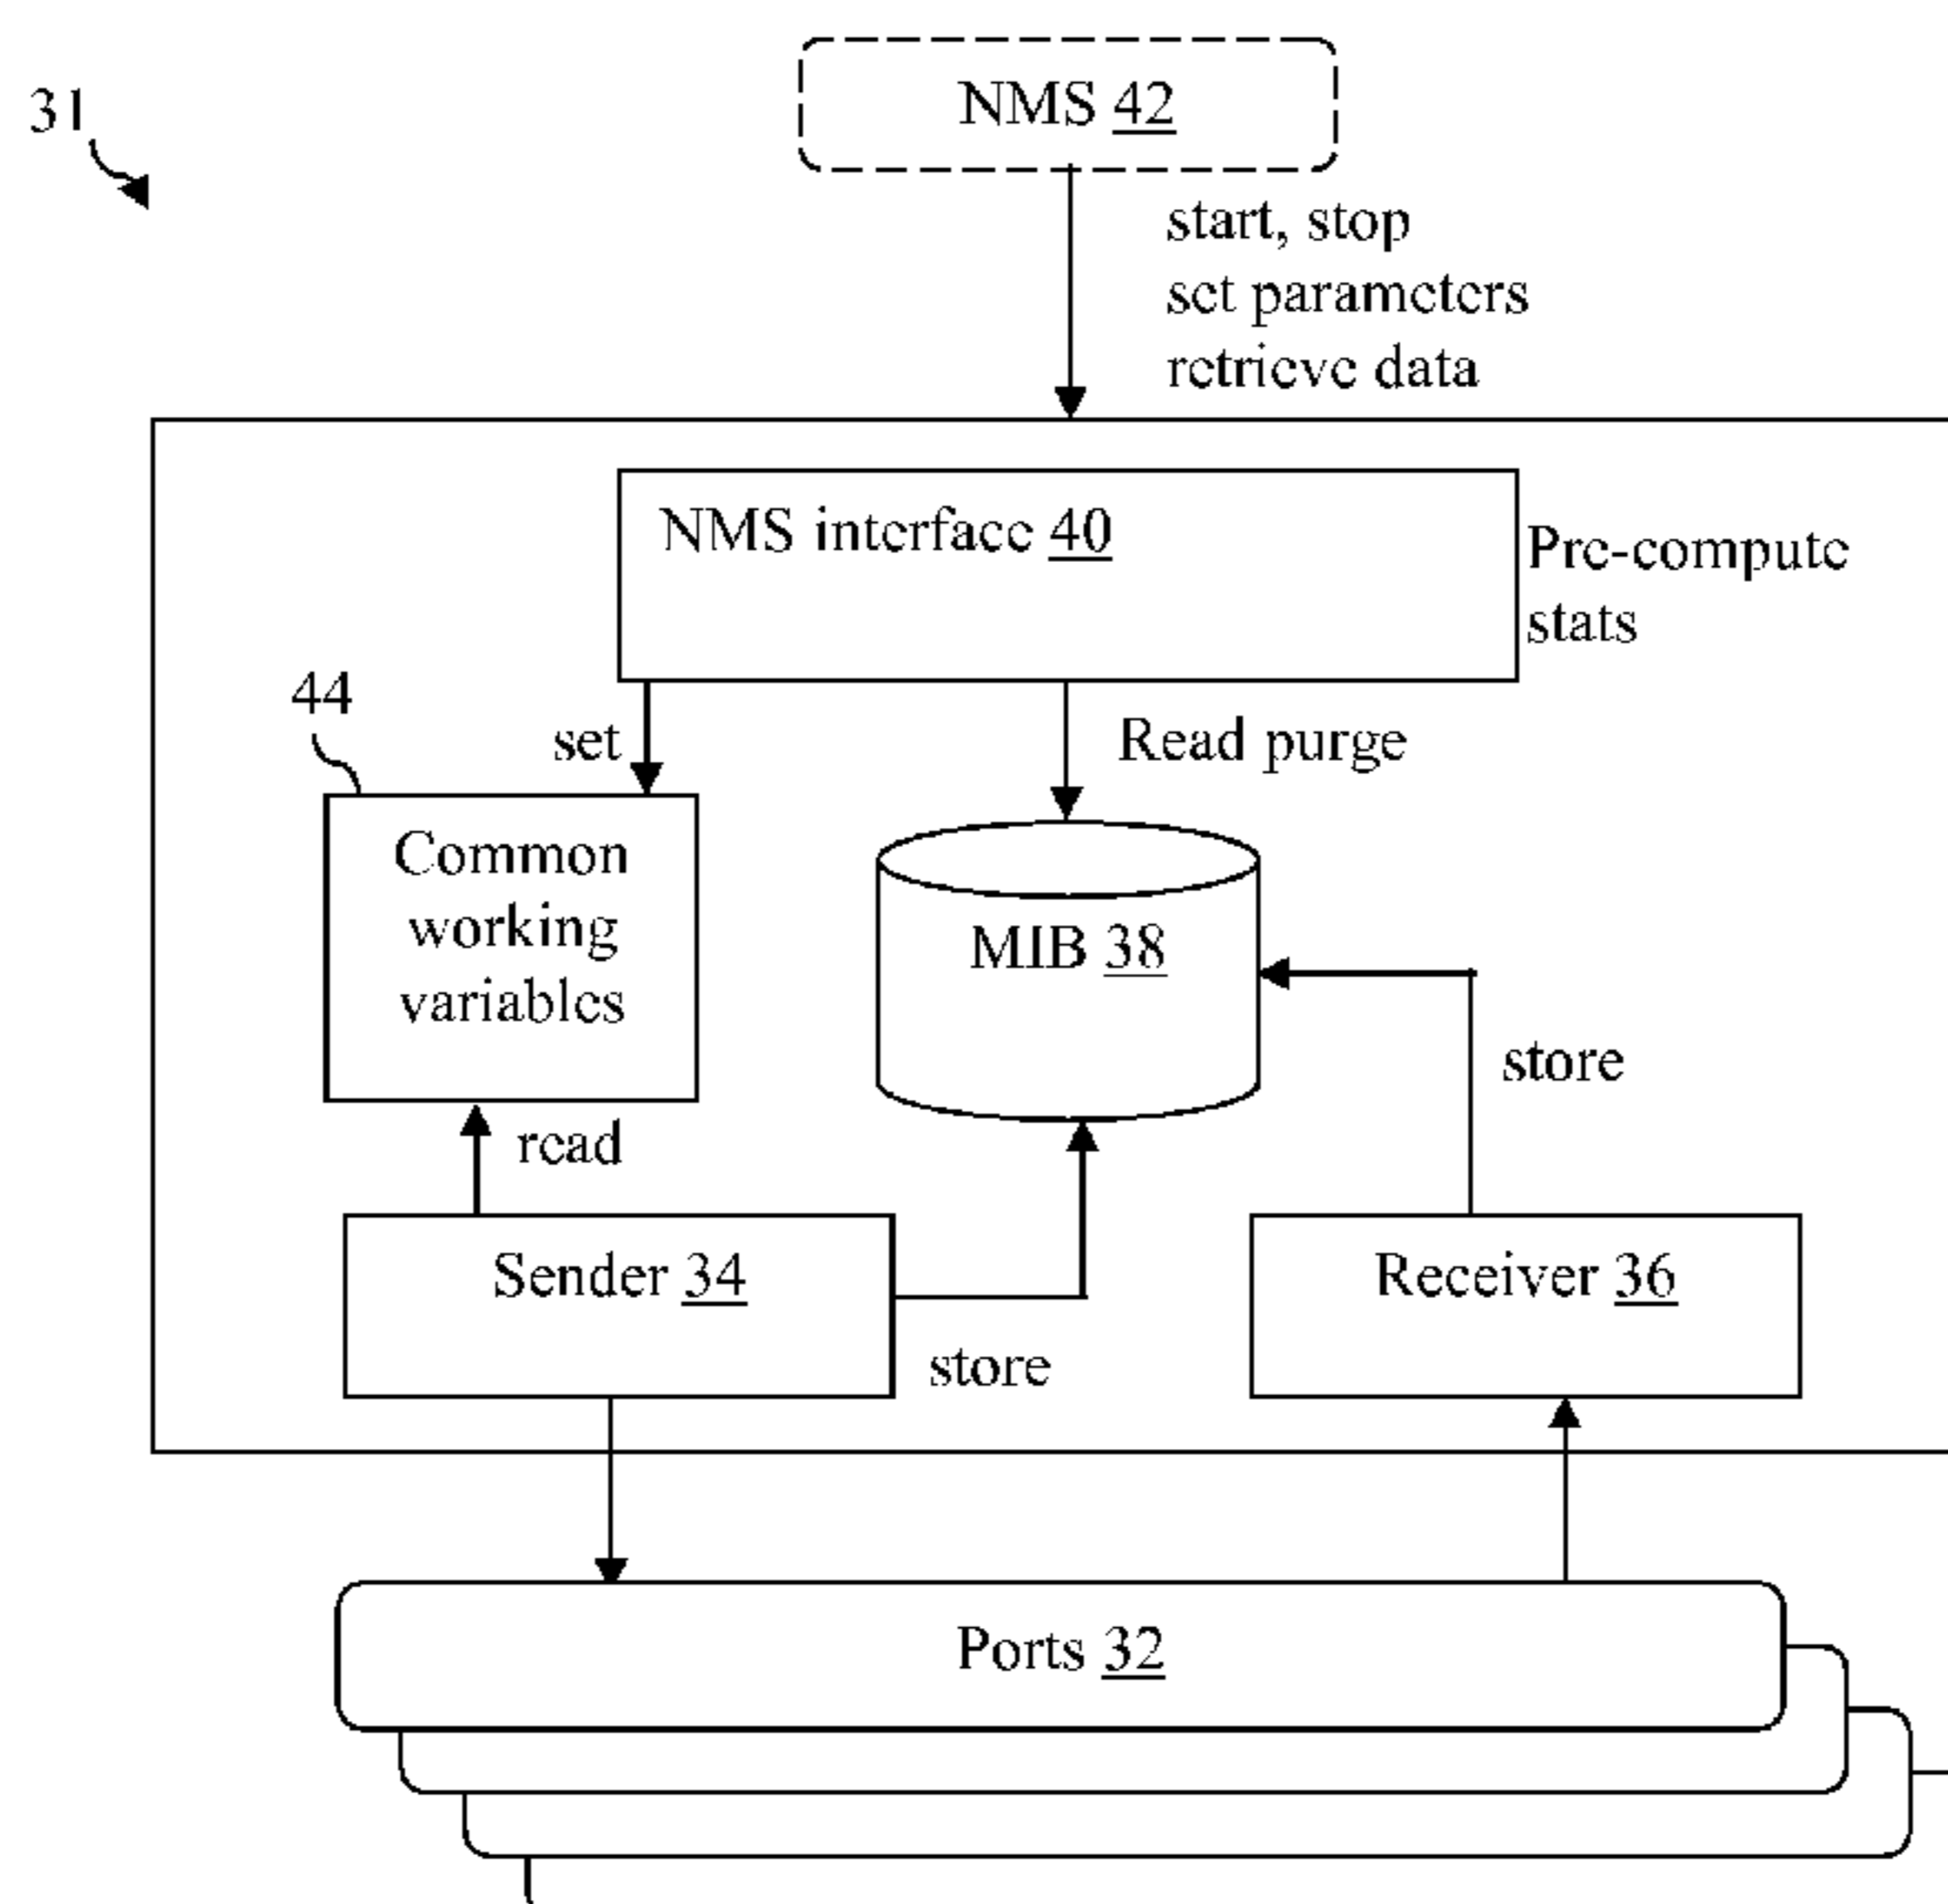 31
NMS 42
start, stop
set parameters
retrieve data
NMS interface 40
Pre-compute
stats
44
set
Read purge
Common
working
variables
MIB 38
store
read
Sender 34
Receiver 36
store
Ports 32